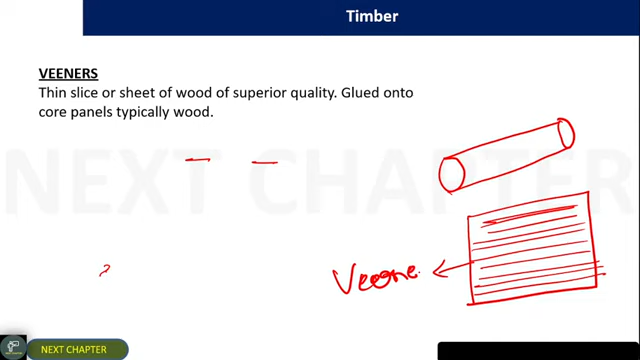 Timber
VEENERS
Thin slice or sheet of wood of superior quality. Glued onto
core panels typically wood.
NEXT CHAPTER
Veene
NEXT CHAPTER